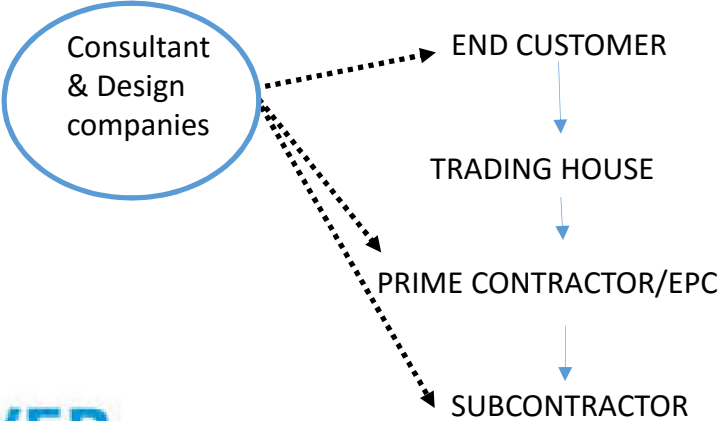 Consultant
& Design
companies
END CUSTOMER
TRADING HOUSE
PRIME CONTRACTOR/EPC
SUBCONTRACTOR